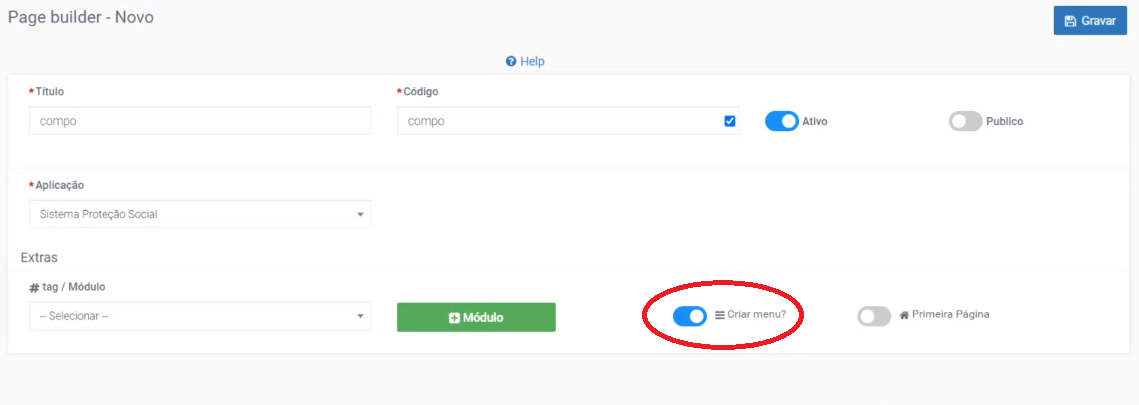 Page builder - Novo
Gravar
Help
*Título
*Código
compo
compo
Ativo
Publico
*Aplicação
Sistema Proteção Social
Extras
# tag / Módulo
-- Selecionar --
Módulo
Criar menu?
Primeira Página